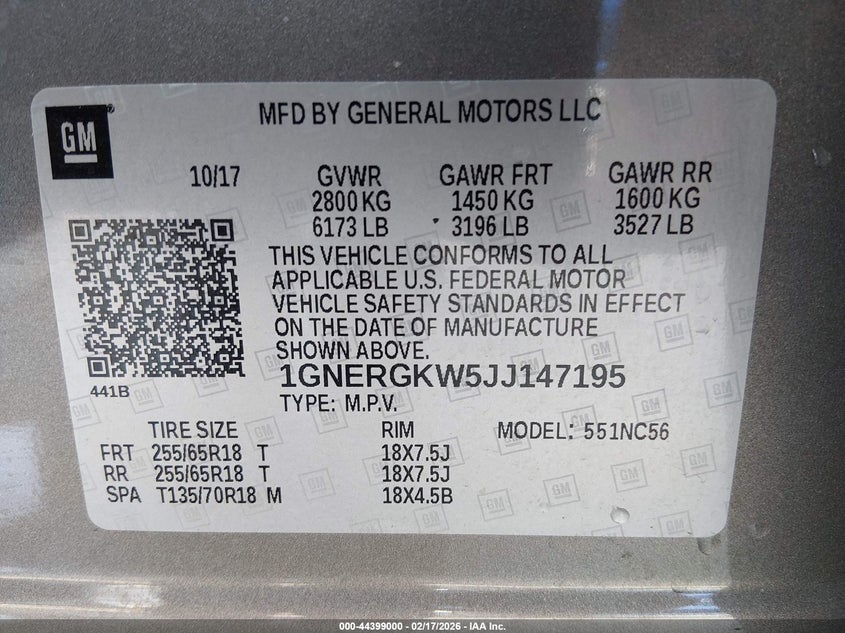 GM
MFD BY GENERAL MOTORS LLC
10/17 GVWR GAWR FRT GAWR RR
2800 KG 1450 KG 1600 KG
6173 LB 3196 LB 3527 LB
THIS VEHICLE CONFORMS TO ALL
APPLICABLE U.S. FEDERAL MOTOR
VEHICLE SAFETY STANDARDS IN EFFECT
ON THE DATE OF MANUFACTURE
SHOWN ABOVE.
1GNERGKW5JJ147195
441B
TYPE: M.P.V.
TIRE SIZE RIM MODEL: 551NC56
FRT 255/65R18 T 18X7.5J
RR 255/65R18 T 18X7.5J
SPA T135/70R18 M 18X4.5B
000-44399000 - 02/17/2026 - IAA Inc.